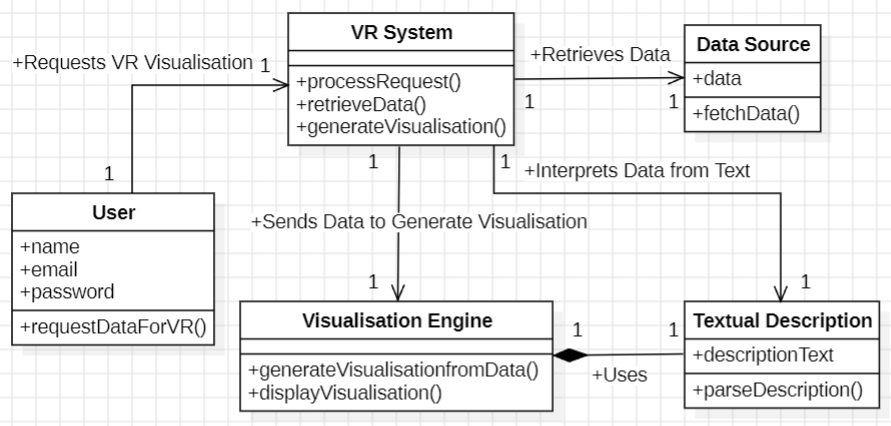 VR System
+processRequest()
+retrieveData()
+generateVisualisation()
+Requests VR Visualisation
1
1
+Retrieves Data
1
1
Data Source
+data
+fetchData()
User
+name
+email
+password
+requestDataForVR()
1
+Sends Data to Generate Visualisation
1
1
+Interprets Data from Text
1
Visualisation Engine
+generateVisualisationfromData()
+displayVisualisation()
1
1
+Uses
Textual Description
+descriptionText
+parseDescription()